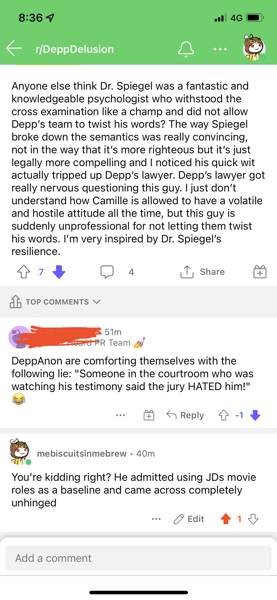 8:36
4G
r/DeppDelusion
Anyone else think Dr. Spiegel was a fantastic and
knowledgeable psychologist who withstood the
cross examination like a champ and did not allow
Depp's team to twist his words? The way Spiegel
broke down the semantics was really convincing,
not in the way that it's more righteous but it's just
legally more compelling and I noticed his quick wit
actually tripped up Depp's lawyer. Depp's lawyer got
really nervous questioning this guy. I just don't
understand how Camille is allowed to have a volatile
and hostile attitude all the time, but this guy is
suddenly unprofessional for not letting them twist
his words. I'm very inspired by Dr. Spiegel's
resilience.
7
4
Share
TOP COMMENTS
51m
PR Team
DeppAnon are comforting themselves with the
following lie: "Someone in the courtroom who was
watching his testimony said the jury HATED him!"
Reply
-1
mebiscuitsinmebrew • 40m
You're kidding right? He admitted using JDs movie
roles as a baseline and came across completely
unhinged
Edit
1
Add a comment